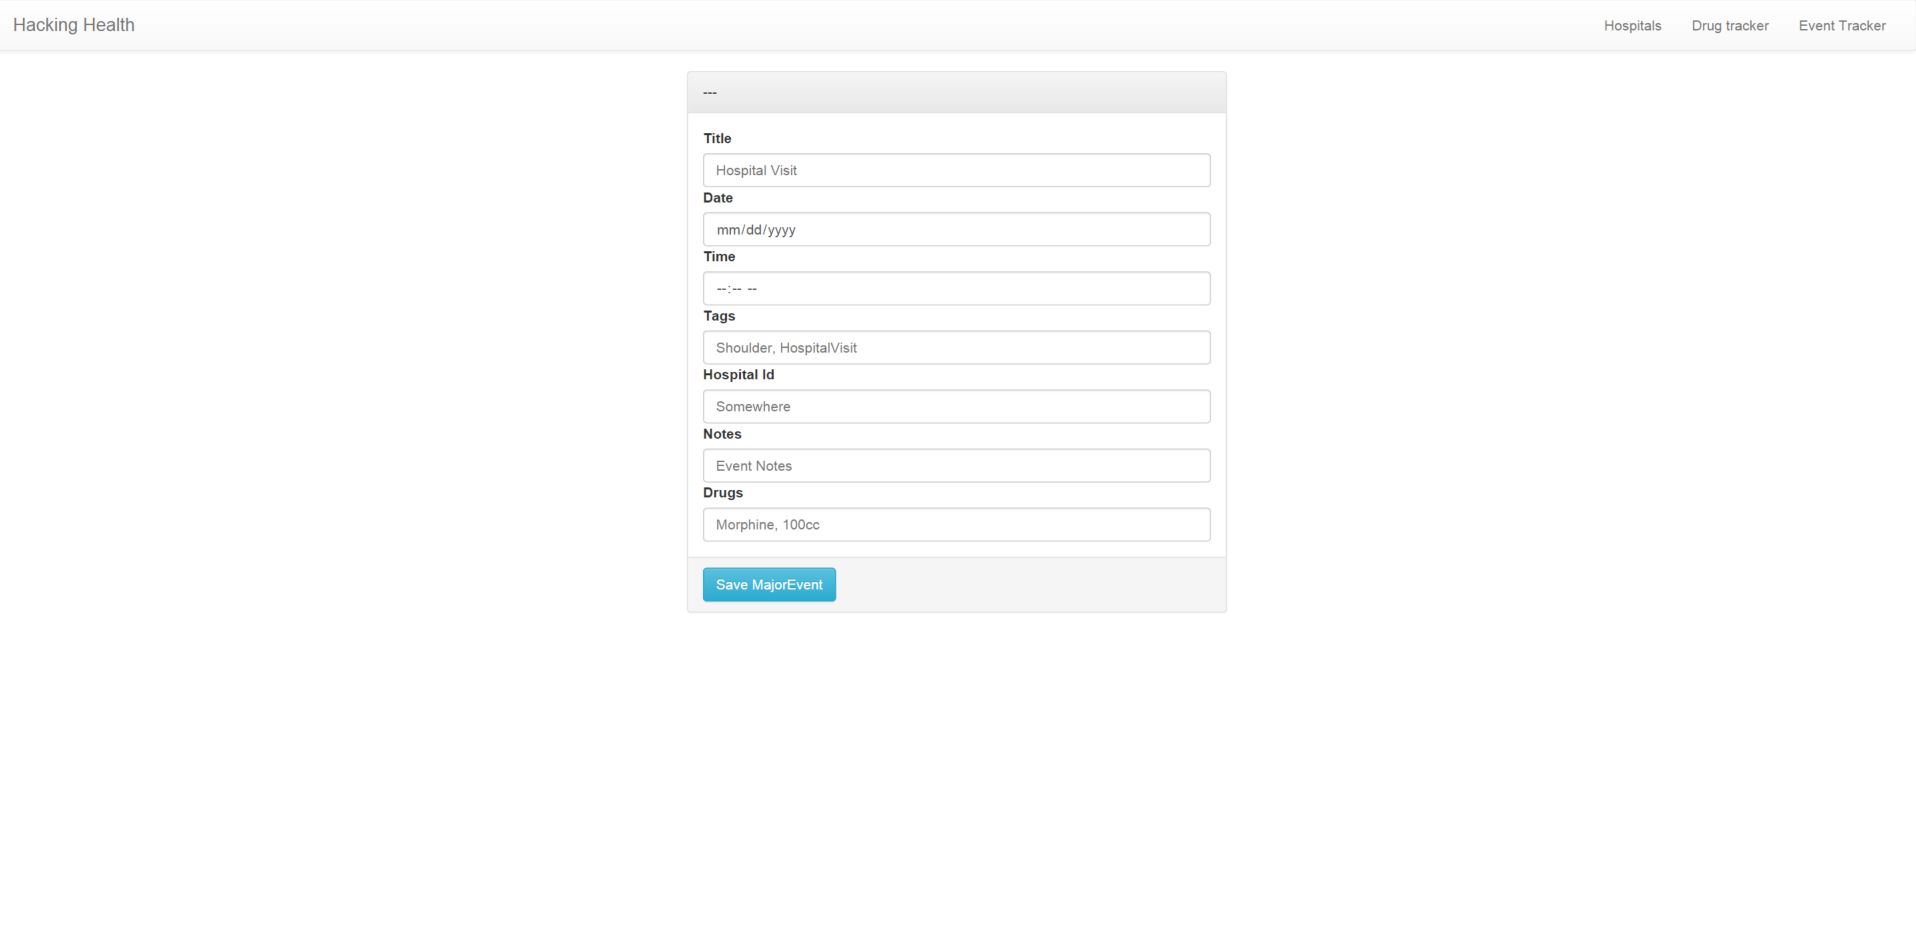 Hacking Health
Hospitals Drug tracker Event Tracker
---
Title
Hospital Visit
Date
mm/dd/yyyy
Time
--:-- --
Tags
Shoulder, HospitalVisit
Hospital Id
Somewhere
Notes
Event Notes
Drugs
Morphine, 100cc
Save MajorEvent